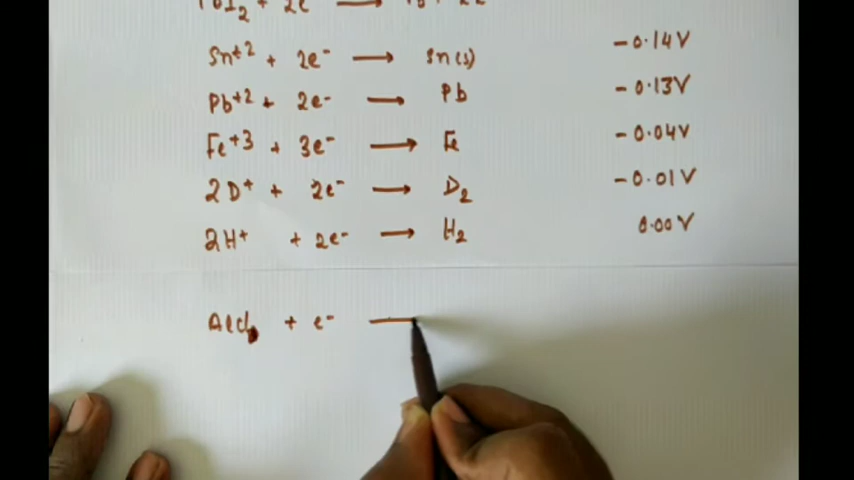 Sn+2 + 2e- → Sn(s) -0.14V
Pb+2 + 2e- → Pb -0.13V
Fe+3 + 3e- → Fe -0.04V
2D+ + 2e- → D2 -0.01V
2H+ + 2e- → H2 0.00V
+ e-